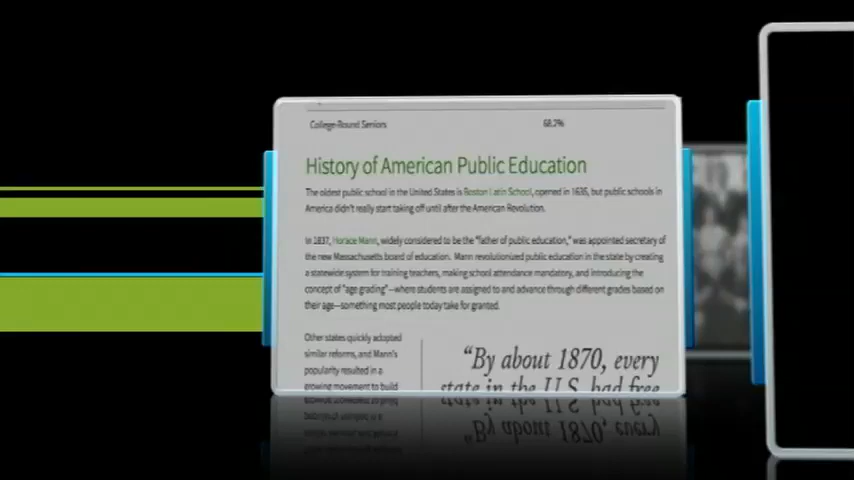 College-Bound Seniors 68.2%
History of American Public Education
The oldest public school in the United States is Boston Latin School, opened in 1635, but public schools in
America didn't really start taking off until after the American Revolution.
In 1837, Horace Mann, widely considered to be the "father of public education," was appointed secretary of
the new Massachusetts board of education. Mann revolutionized public education in the state by creating
a statewide system for training teachers, making school attendance mandatory, and introducing the
concept of "age grading"—where students are assigned to and advance through different grades based on
their age—something most people today take for granted.
Other states quickly adopted
similar reforms, and Mann's
popularity resulted in a
growing movement to build
“By about 1870, every
state in the U.S. had free